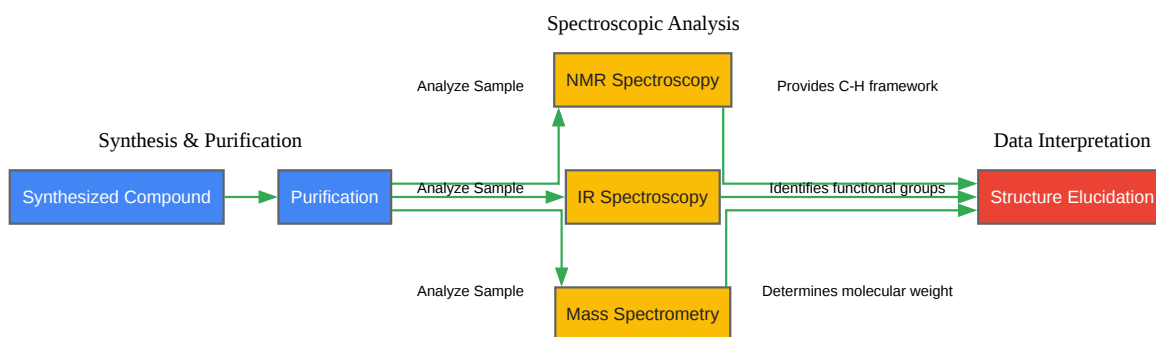 Spectroscopic Analysis
NMR Spectroscopy
Analyze Sample
Provides C-H framework
Synthesis & Purification
Data Interpretation
Synthesized Compound
Purification
Analyze Sample
IR Spectroscopy
Identifies functional groups
Structure Elucidation
Analyze Sample
Determines molecular weight
Mass Spectrometry